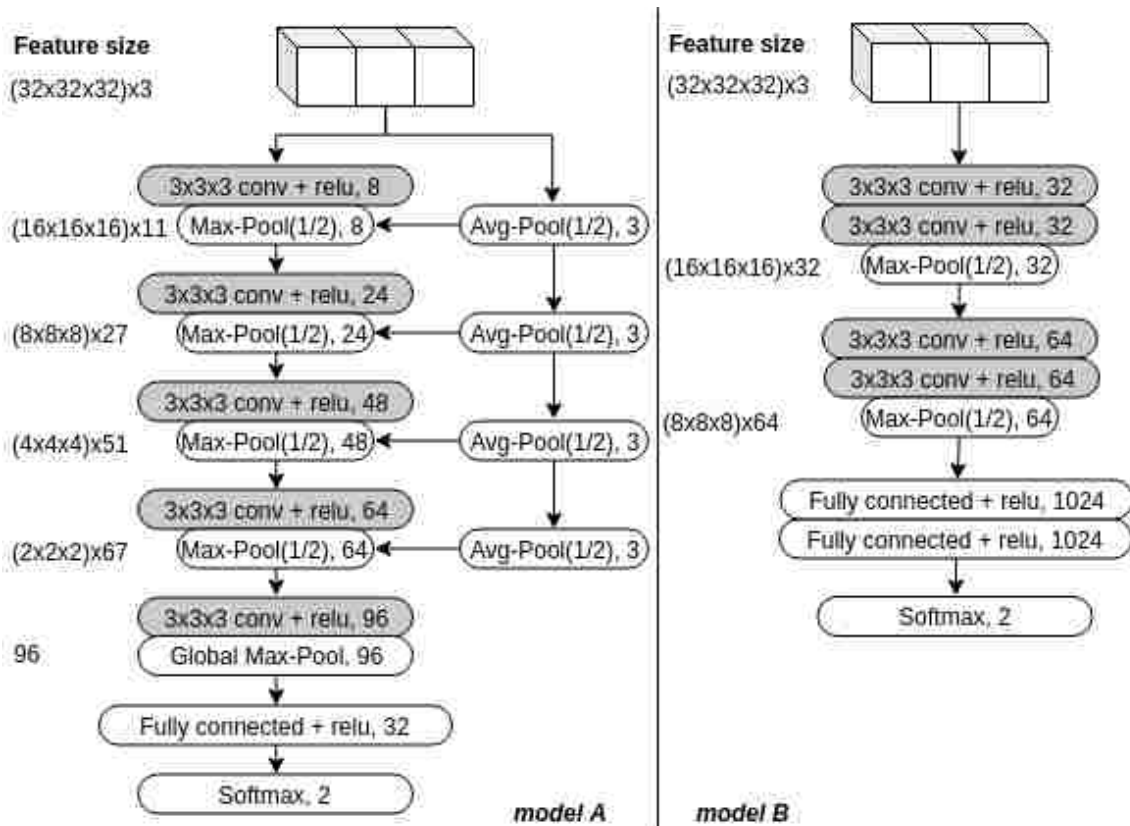 Feature size
(32x32x32)x3
3x3x3 conv + relu, 8
(16x16x16)x11
Max-Pool(1/2), 8
Avg-Pool(1/2), 3
3x3x3 conv + relu, 24
(8x8x8)x27
Max-Pool(1/2), 24
Avg-Pool(1/2), 3
3x3x3 conv + relu, 48
(4x4x4)x51
Max-Pool(1/2), 48
Avg-Pool(1/2), 3
3x3x3 conv + relu, 64
(2x2x2)x67
Max-Pool(1/2), 64
Avg-Pool(1/2), 3
3x3x3 conv + relu, 96
96
Global Max-Pool, 96
Fully connected + relu, 32
Softmax, 2
model A
Feature size
(32x32x32)x3
3x3x3 conv + relu, 32
3x3x3 conv + relu, 32
(16x16x16)x32
Max-Pool(1/2), 32
3x3x3 conv + relu, 64
3x3x3 conv + relu, 64
(8x8x8)x64
Max-Pool(1/2), 64
Fully connected + relu, 1024
Fully connected + relu, 1024
Softmax, 2
model B